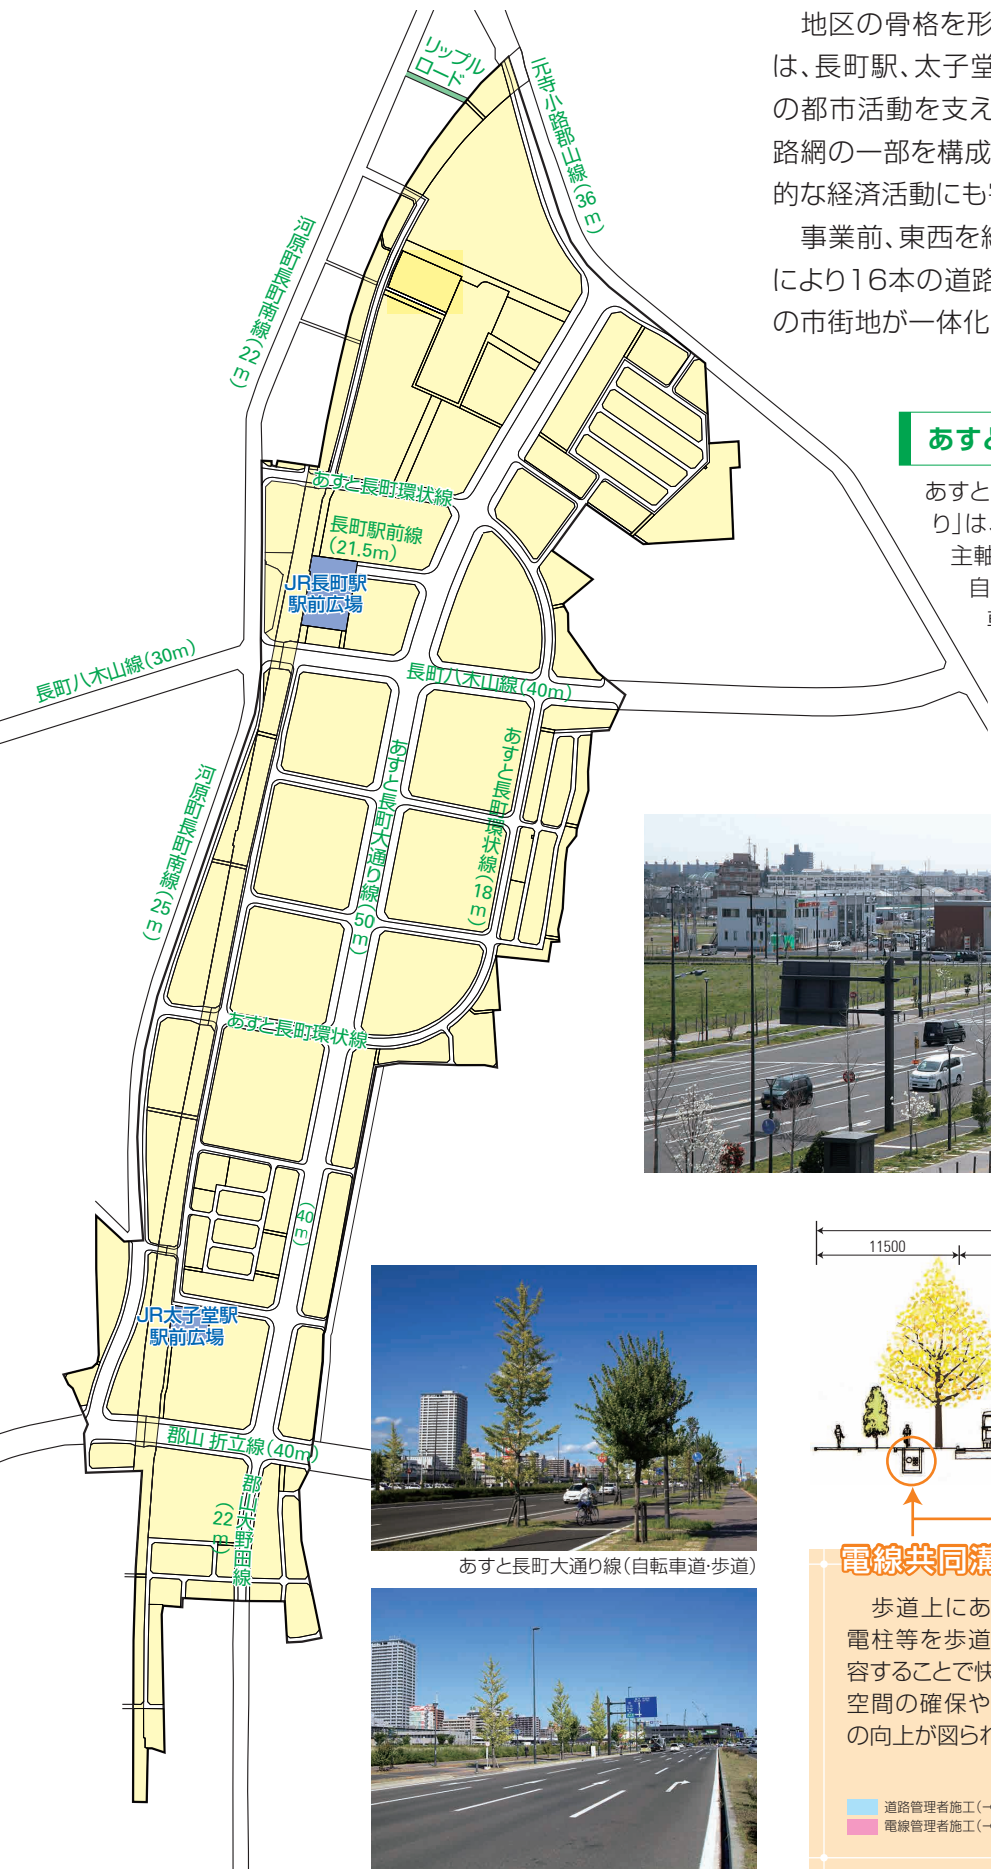 地区の骨格を形
は、長町駅、太子堂
の都市活動を支え
路網の一部を構成
的な経済活動にも
事業前、東西を
により16本の道路
の市街地が一体化
リップル
ロード
元寺小路郡山線(36m)
河原町長町南線(22m)
あすと
あすと
り」は、
主軸
自
あすと長町環状線
長町駅前線
(21.5m)
JR長町駅
駅前広場
長町八木山線(30m)
長町八木山線(40m)
あすと長町大通り線(50m)
あすと長町環状線(18m)
河原町長町南線(25m)
あすと長町環状線
(40m)
JR太子堂駅
駅前広場
郡山 折立線(40m)
郡山大野田線
(22m)
11500
あすと長町大通り線(自転車道・歩道)
電線共同溝
歩道上にあ
電柱等を歩道
容することで快
空間の確保や
の向上が図られ
道路管理者施工(
電線管理者施工(